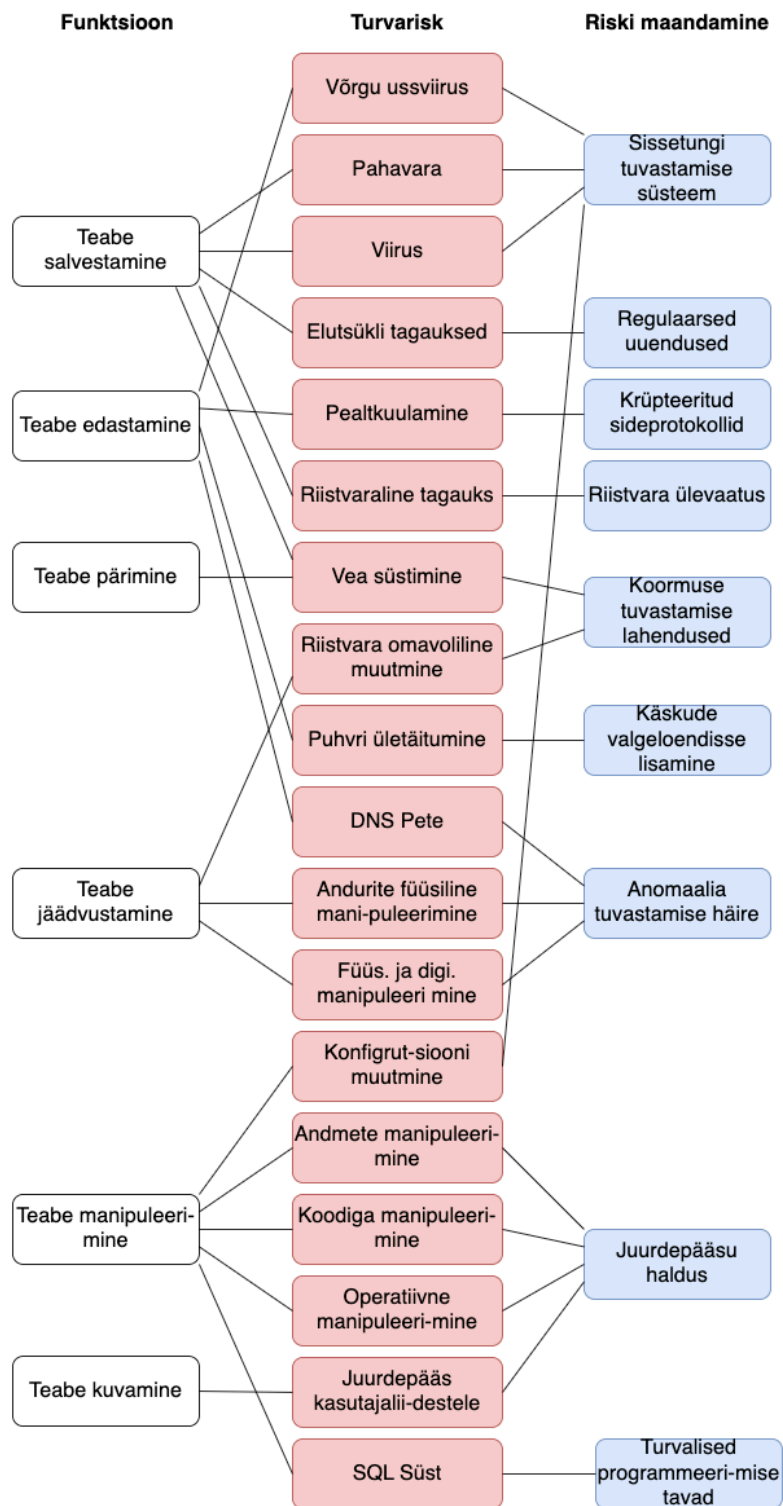 Funktsioon
Turvarisk
Riski maandamine
Võrgu ussviirus
Pahavara
Sissetungi
tuvastamise
süsteem
Teabe
salvestamine
Viirus
Elutsükli tagauksed
Regulaarsed
uuendused
Teabe edastamine
Pealtkuulamine
Krüpteeritud
sideprotokollid
Riistvaraline tagauks
Riistvara ülevaatus
Teabe pärimine
Vea süstimine
Koormuse
tuvastamise
lahendused
Riistvara omavoliline
muutmine
Puhvri ületäitumine
Käskude
valgeloendisse
lisamine
DNS Pete
Teabe
jäädvustamine
Andurite füüsiline
mani-puleerimine
Anomaalia
tuvastamise häire
Füüs. ja digi.
manipuleeri mine
Konfigrut-siooni
muutmine
Andmete manipuleeri-
mine
Teabe manipuleeri-
mine
Koodiga manipuleeri-
mine
Juurdepääsu
haldus
Operatiivne
manipuleeri-mine
Teabe kuvamine
Juurdepääs
kasutajalii-destele
SQL Süst
Turvalised
programmeeri-mise
tavad